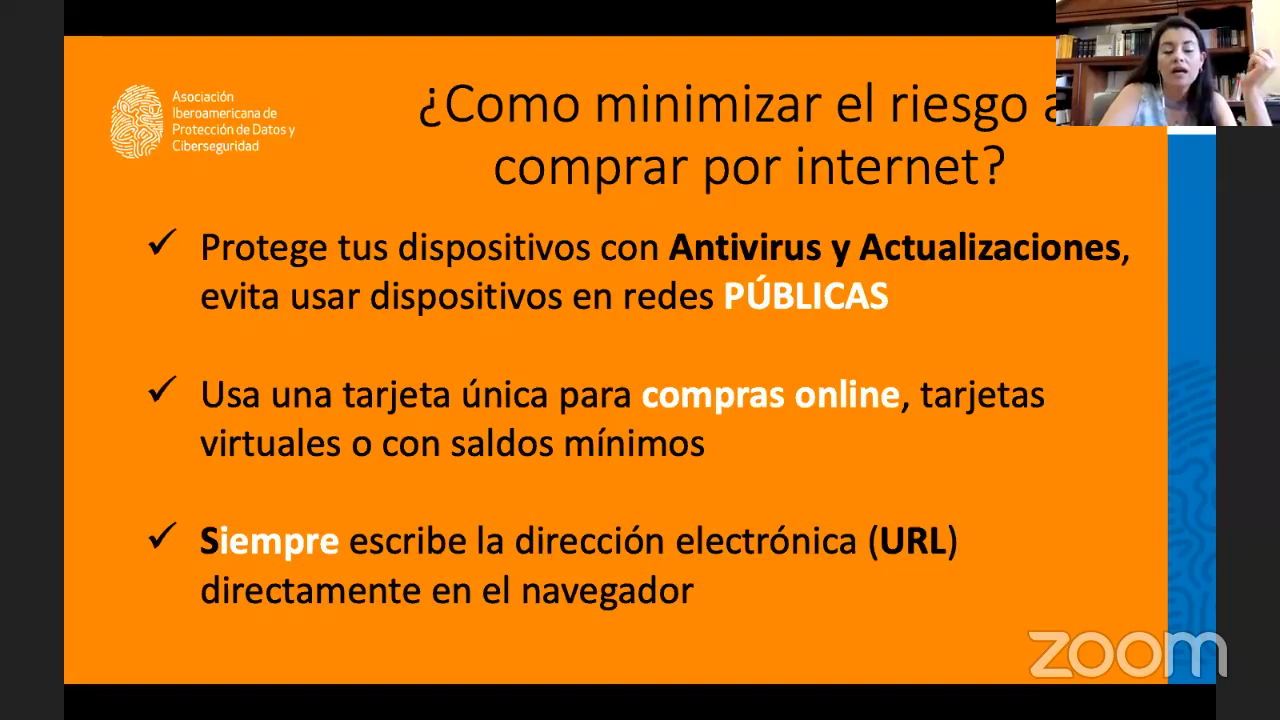 Asociación
Iberoamericana de
Protección de Datos y
Ciberseguridad
¿Como minimizar el riesgo a
comprar por internet?
Protege tus dispositivos con Antivirus y Actualizaciones,
evita usar dispositivos en redes PÚBLICAS
Usa una tarjeta única para compras online, tarjetas
virtuales o con saldos mínimos
Siempre escribe la dirección electrónica (URL)
directamente en el navegador
zoom